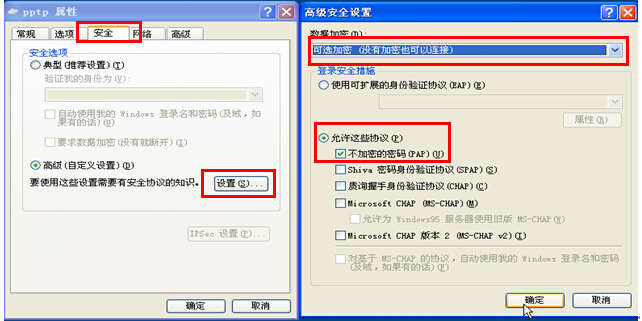 pptp 属性
常规
选项
安全
网络
高级
安全选项
典型(推荐设置)(T)
验证我的身份为(V):
自动使用我的 Windows 登录名和密码(及域，如
果有的话)(U)
要求数据加密(没有就断开)(I)
高级(自定义设置)(D)
要使用这些设置需要有安全协议的知识。
设置(S)...
IPSec 设置(P)...
确定
取消
高级安全设置
数据加密(D):
可选加密 (没有加密也可以连接)
登录安全措施
使用可扩展的身份验证协议(EAP)(E)
属性(R)
允许这些协议(P)
不加密的密码(PAP)(U)
Shiva 密码身份验证协议(SPAP)(S)
质询握手身份验证协议(CHAP)(C)
Microsoft CHAP (MS-CHAP)(M)
允许为 Windows95 服务器使用旧版 MS-CHAP(W)
Microsoft CHAP 版本 2 (MS-CHAP v2)(I)
对基于 MS-CHAP 的协议，自动使用我的 Windows 登录名和密码
(及域，如果有的话)(F)
确定
取消